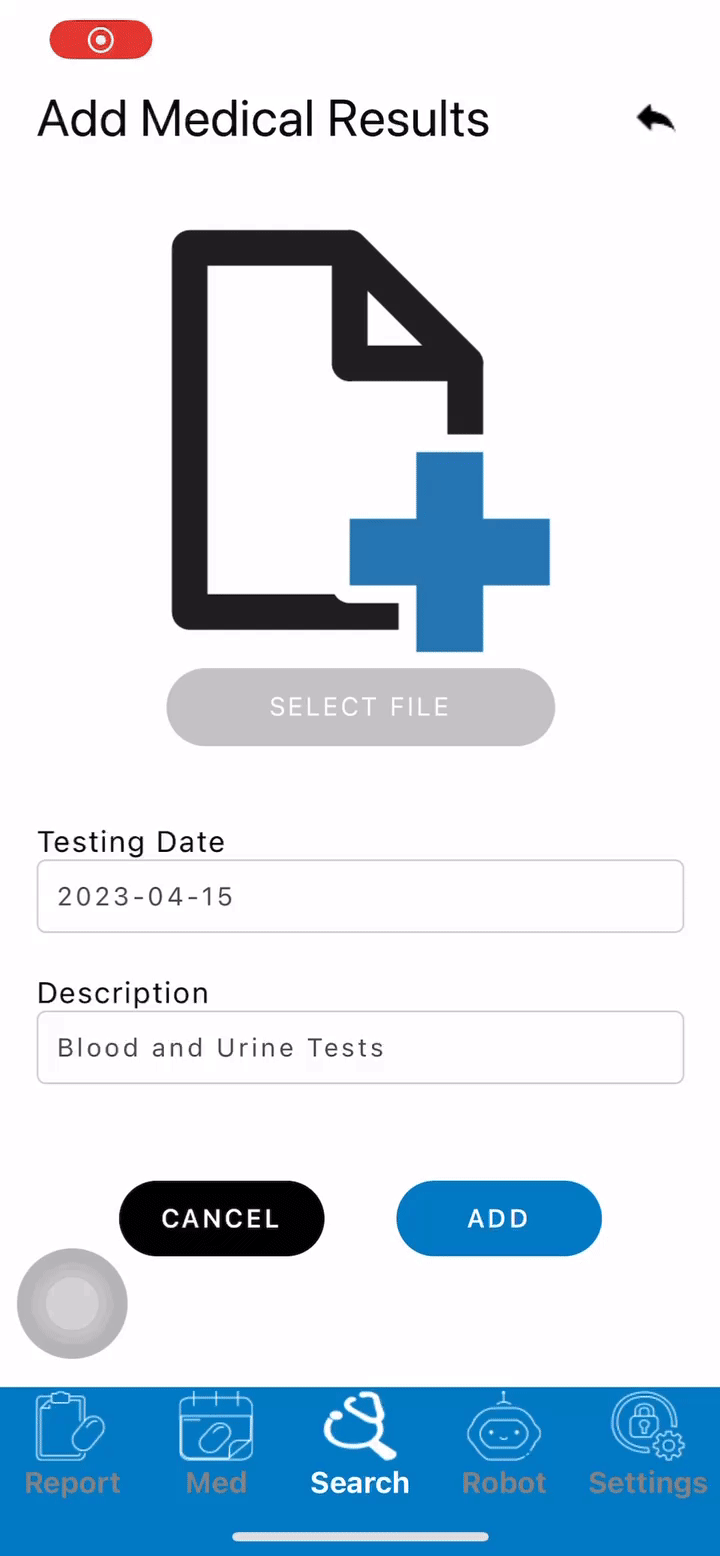 Add Medical Results
SELECT FILE
Testing Date
2023-04-15
Description
Blood and Urine Tests
CANCEL
ADD
Report
Med
Search
Robot
Settings